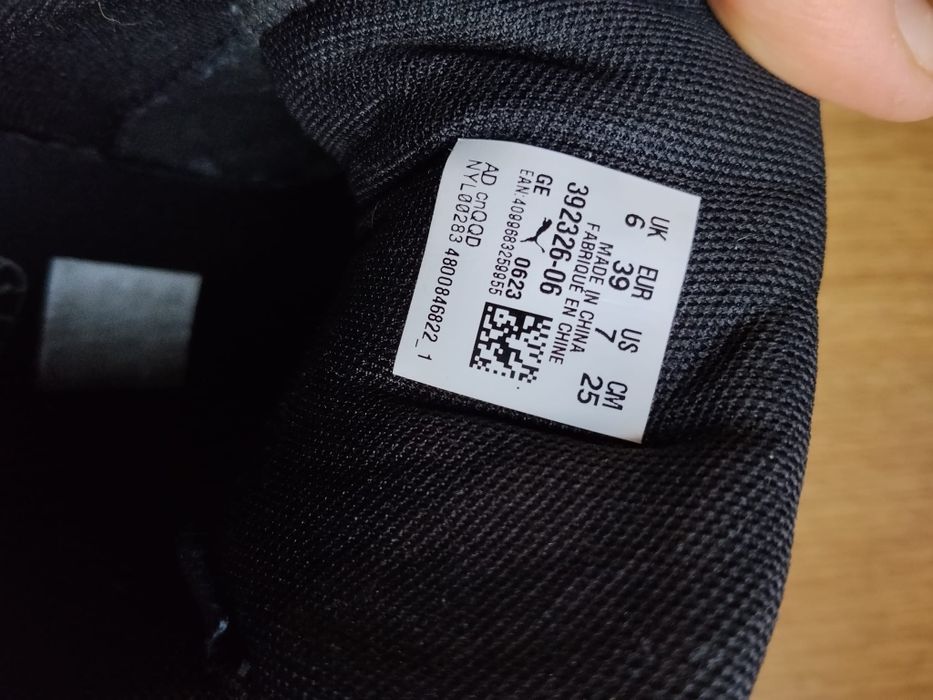 UK EUR US CM
6 39 7 25
MADE IN CHINA
FABRIQUE EN CHINE
392326-06
GE 0623
EAN:4099683259955
AD cnQQD
NYL00283 4800846822_1